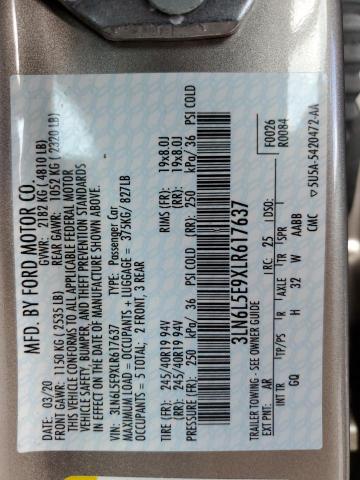 MFD. BY FORD MOTOR CO.
DATE: 03/20 GVWR: 2182 KG ( 4810 LB)
FRONT GAWR: 1150 KG ( 2535 LB) REAR GAWR: 1052 KG ( 2320 LB)
THIS VEHICLE CONFORMS TO ALL APPLICABLE FEDERAL MOTOR
VEHICLE SAFETY, BUMPER, AND THEFT PREVENTION STANDARDS
IN EFFECT ON THE DATE OF MANUFACTURE SHOWN ABOVE.
VIN: 3LN6L5E9XLR617637 TYPE: Passenger Car
MAXIMUM LOAD = OCCUPANTS + LUGGAGE = 375KG/ 827LB
OCCUPANTS = 5 TOTAL; 2 FRONT, 3 REAR
TIRE (FR): 245/40R19 94V RIMS (FR): 19x8.0J
TIRE (RR): 245/40R19 94V (RR): 19x8.0J
PRESSURE (FR): 250 kPa/ 36 PSI COLD (RR): 250 kPa/ 36 PSI COLD
3LN6L5E9XLR617637
TRAILER TOWING - SEE OWNER GUIDE
F0026
R0084
EXT PNT: AR RC: 25 DSO:
INT TR TP/PS R AXLE TR SPR
GQ H 32 W AABB
CMC 5U5A-5420472-AA